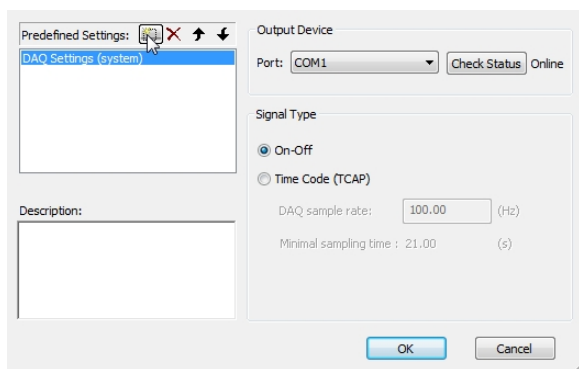 Predefined Settings:
DAQ Settings (system)
Description:
Output Device
Port: COM1 Check Status Online
Signal Type
On-Off
Time Code (TCAP)
DAQ sample rate: 100.00 (Hz)
Minimal sampling time : 21.00 (s)
OK Cancel